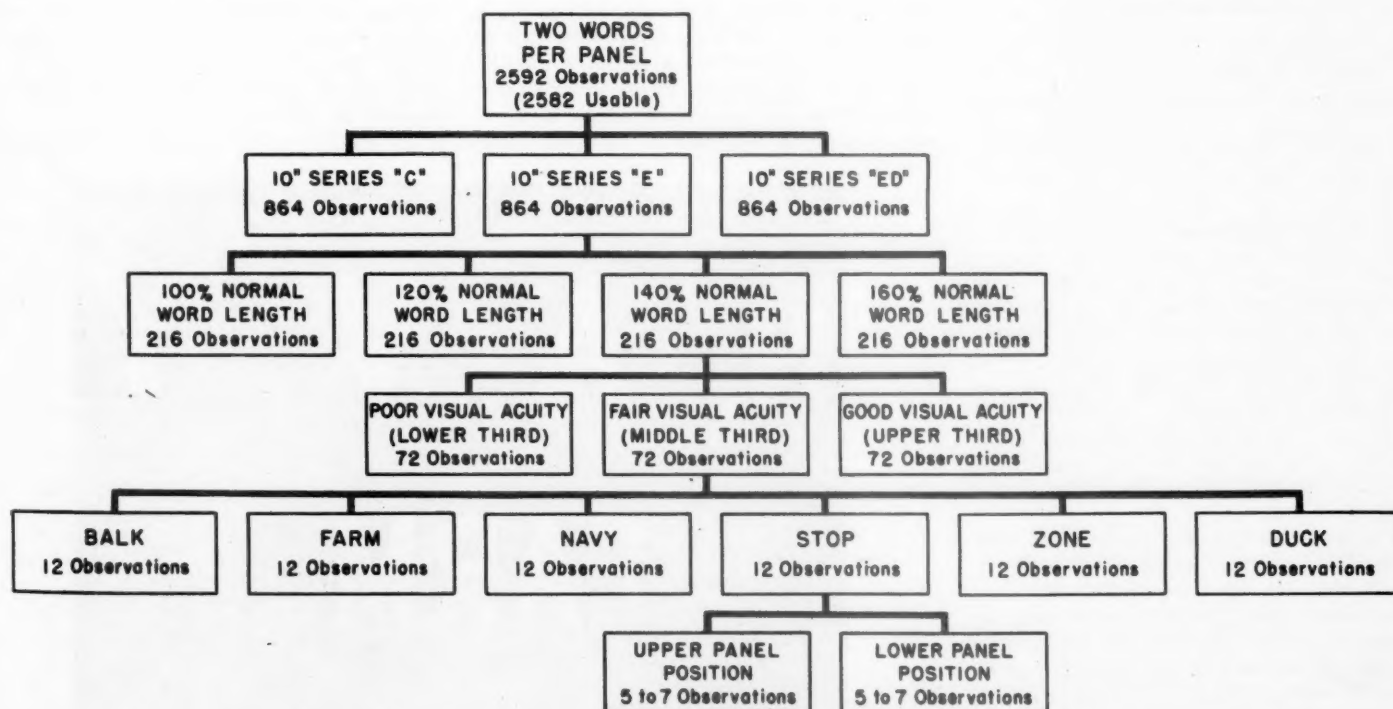 TWO WORDS
PER PANEL
2592 Observations
(2582 Usable)
10" SERIES "C"
864 Observations
10" SERIES "E"
864 Observations
10" SERIES "ED"
864 Observations
100% NORMAL
WORD LENGTH
216 Observations
120% NORMAL
WORD LENGTH
216 Observations
140% NORMAL
WORD LENGTH
216 Observations
160% NORMAL
WORD LENGTH
216 Observations
POOR VISUAL ACUITY
(LOWER THIRD)
72 Observations
FAIR VISUAL ACUITY
(MIDDLE THIRD)
72 Observations
GOOD VISUAL ACUITY
(UPPER THIRD)
72 Observations
BALK
12 Observations
FARM
12 Observations
NAVY
12 Observations
STOP
12 Observations
ZONE
12 Observations
DUCK
12 Observations
UPPER PANEL
POSITION
5 to 7 Observations
LOWER PANEL
POSITION
5 to 7 Observations